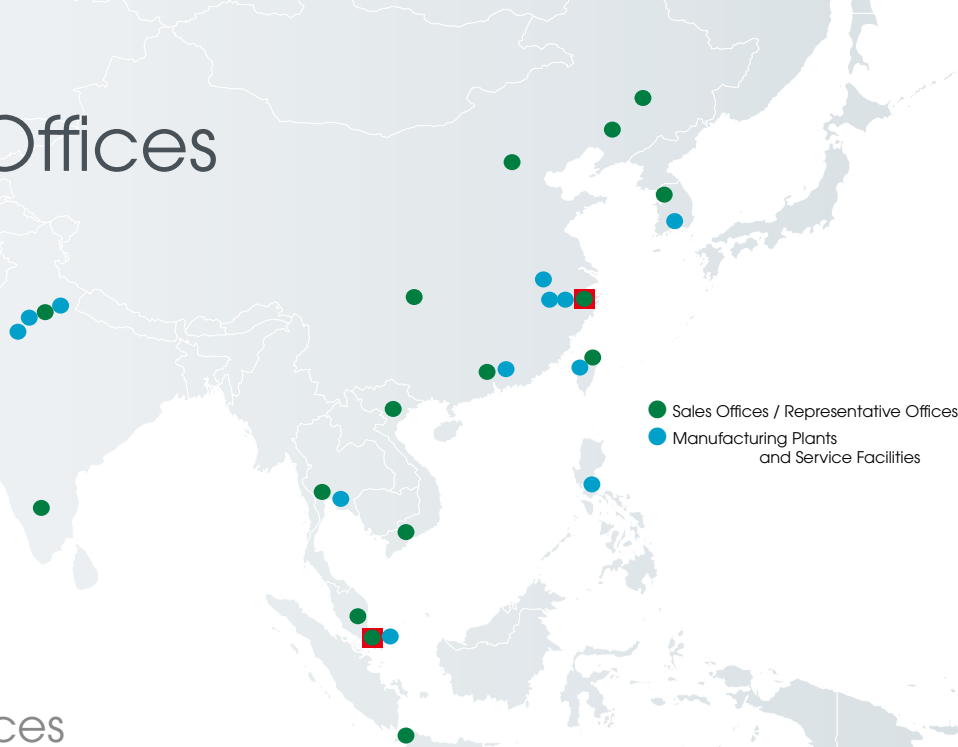 Offices
Sales Offices / Representative Offices
Manufacturing Plants
and Service Facilities
ces